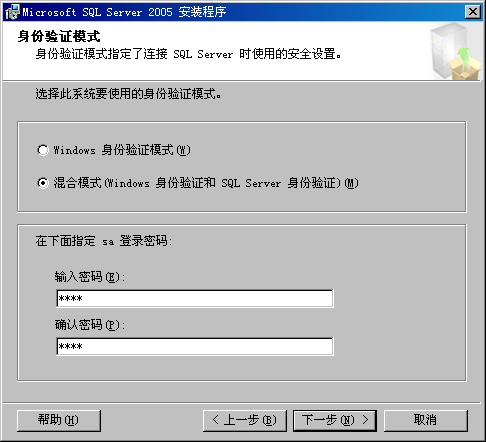 Microsoft SQL Server 2005 安装程序
身份验证模式
身份验证模式指定了连接 SQL Server 时使用的安全设置。
选择此系统要使用的身份验证模式。
Windows 身份验证模式(W)
混合模式(Windows 身份验证和 SQL Server 身份验证)(M)
在下面指定 sa 登录密码:
输入密码(E):
****
确认密码(P):
****
帮助(H)
< 上一步(B)
下一步(N) >
取消